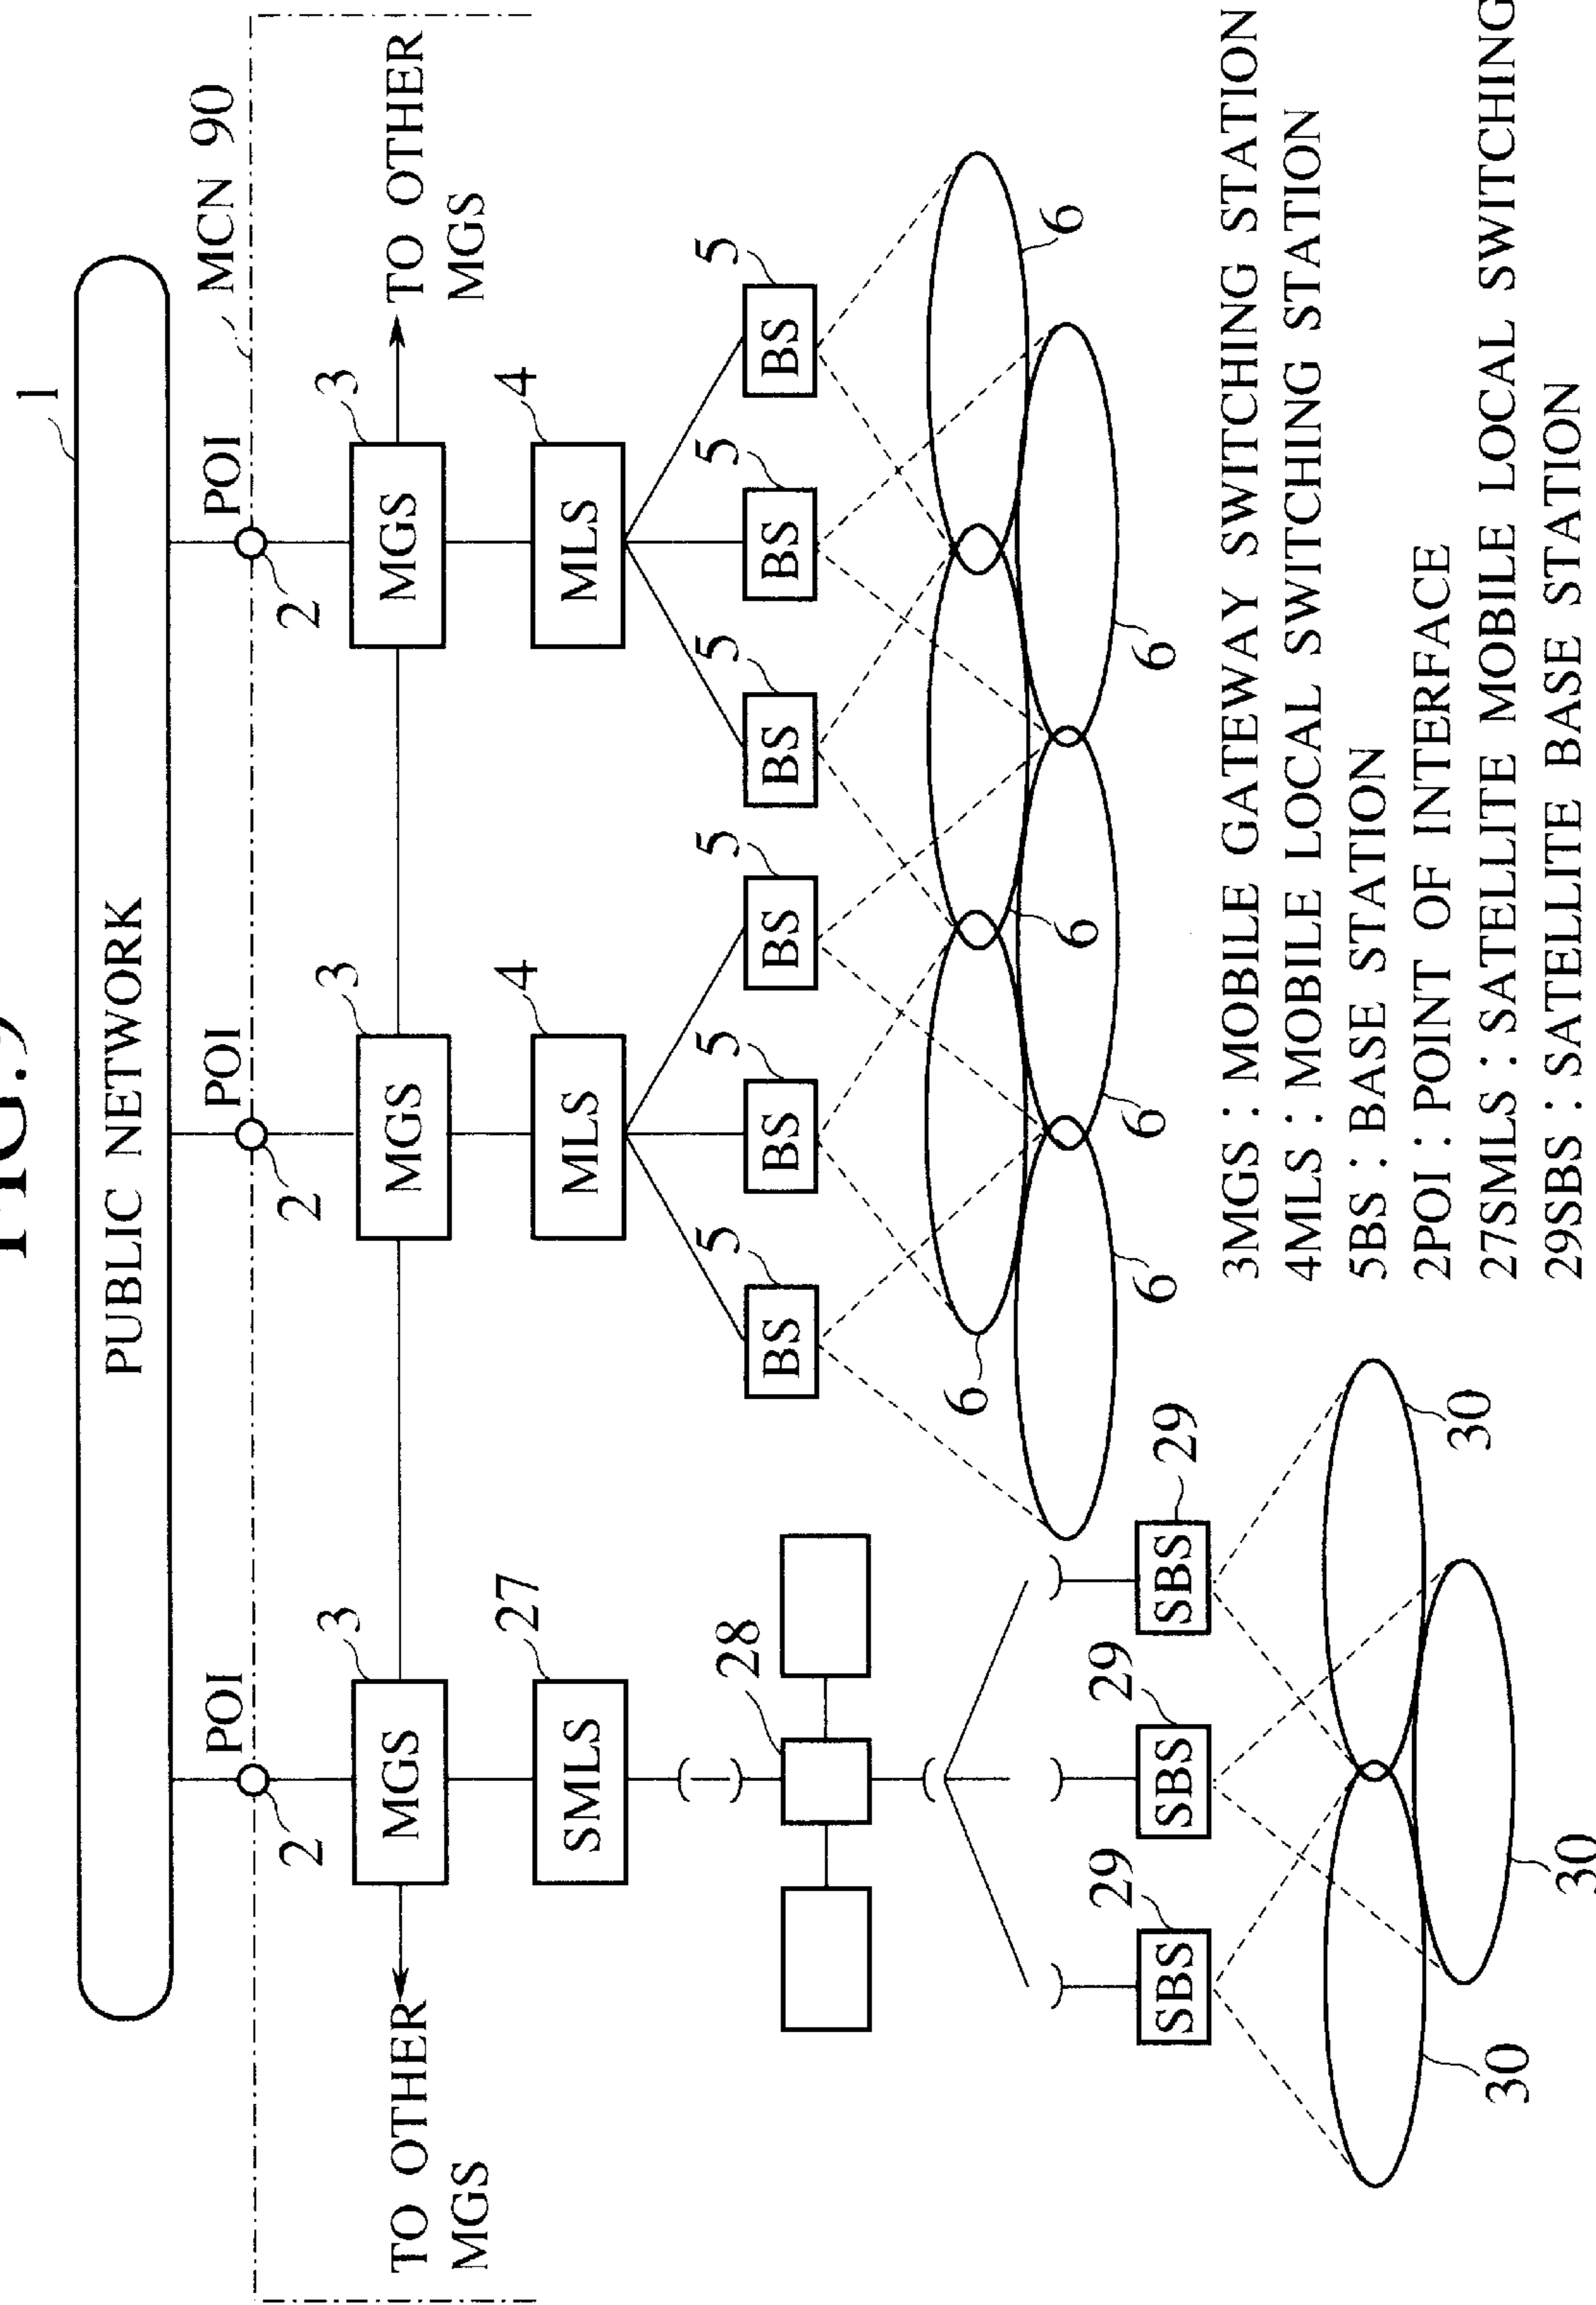 1
PUBLIC NETWORK
MCN 90
POI
POI
POI
2
2
2
3
3
3
TO OTHER
MGS
MGS
MGS
MGS
TO OTHER
MGS
27
4
4
SMLS
MLS
MLS
28
5
5
5
5
5
5
BS
BS
BS
BS
BS
BS
6
6
6
6
6
6
29
29
29
SBS
SBS
SBS
30
30
30
3MGS : MOBILE GATEWAY SWITCHING STATION
4MLS : MOBILE LOCAL SWITCHING STATION
5BS : BASE STATION
2POI : POINT OF INTERFACE
27SMLS : SATELLITE MOBILE LOCAL SWITCHING
29SBS : SATELLITE BASE STATION